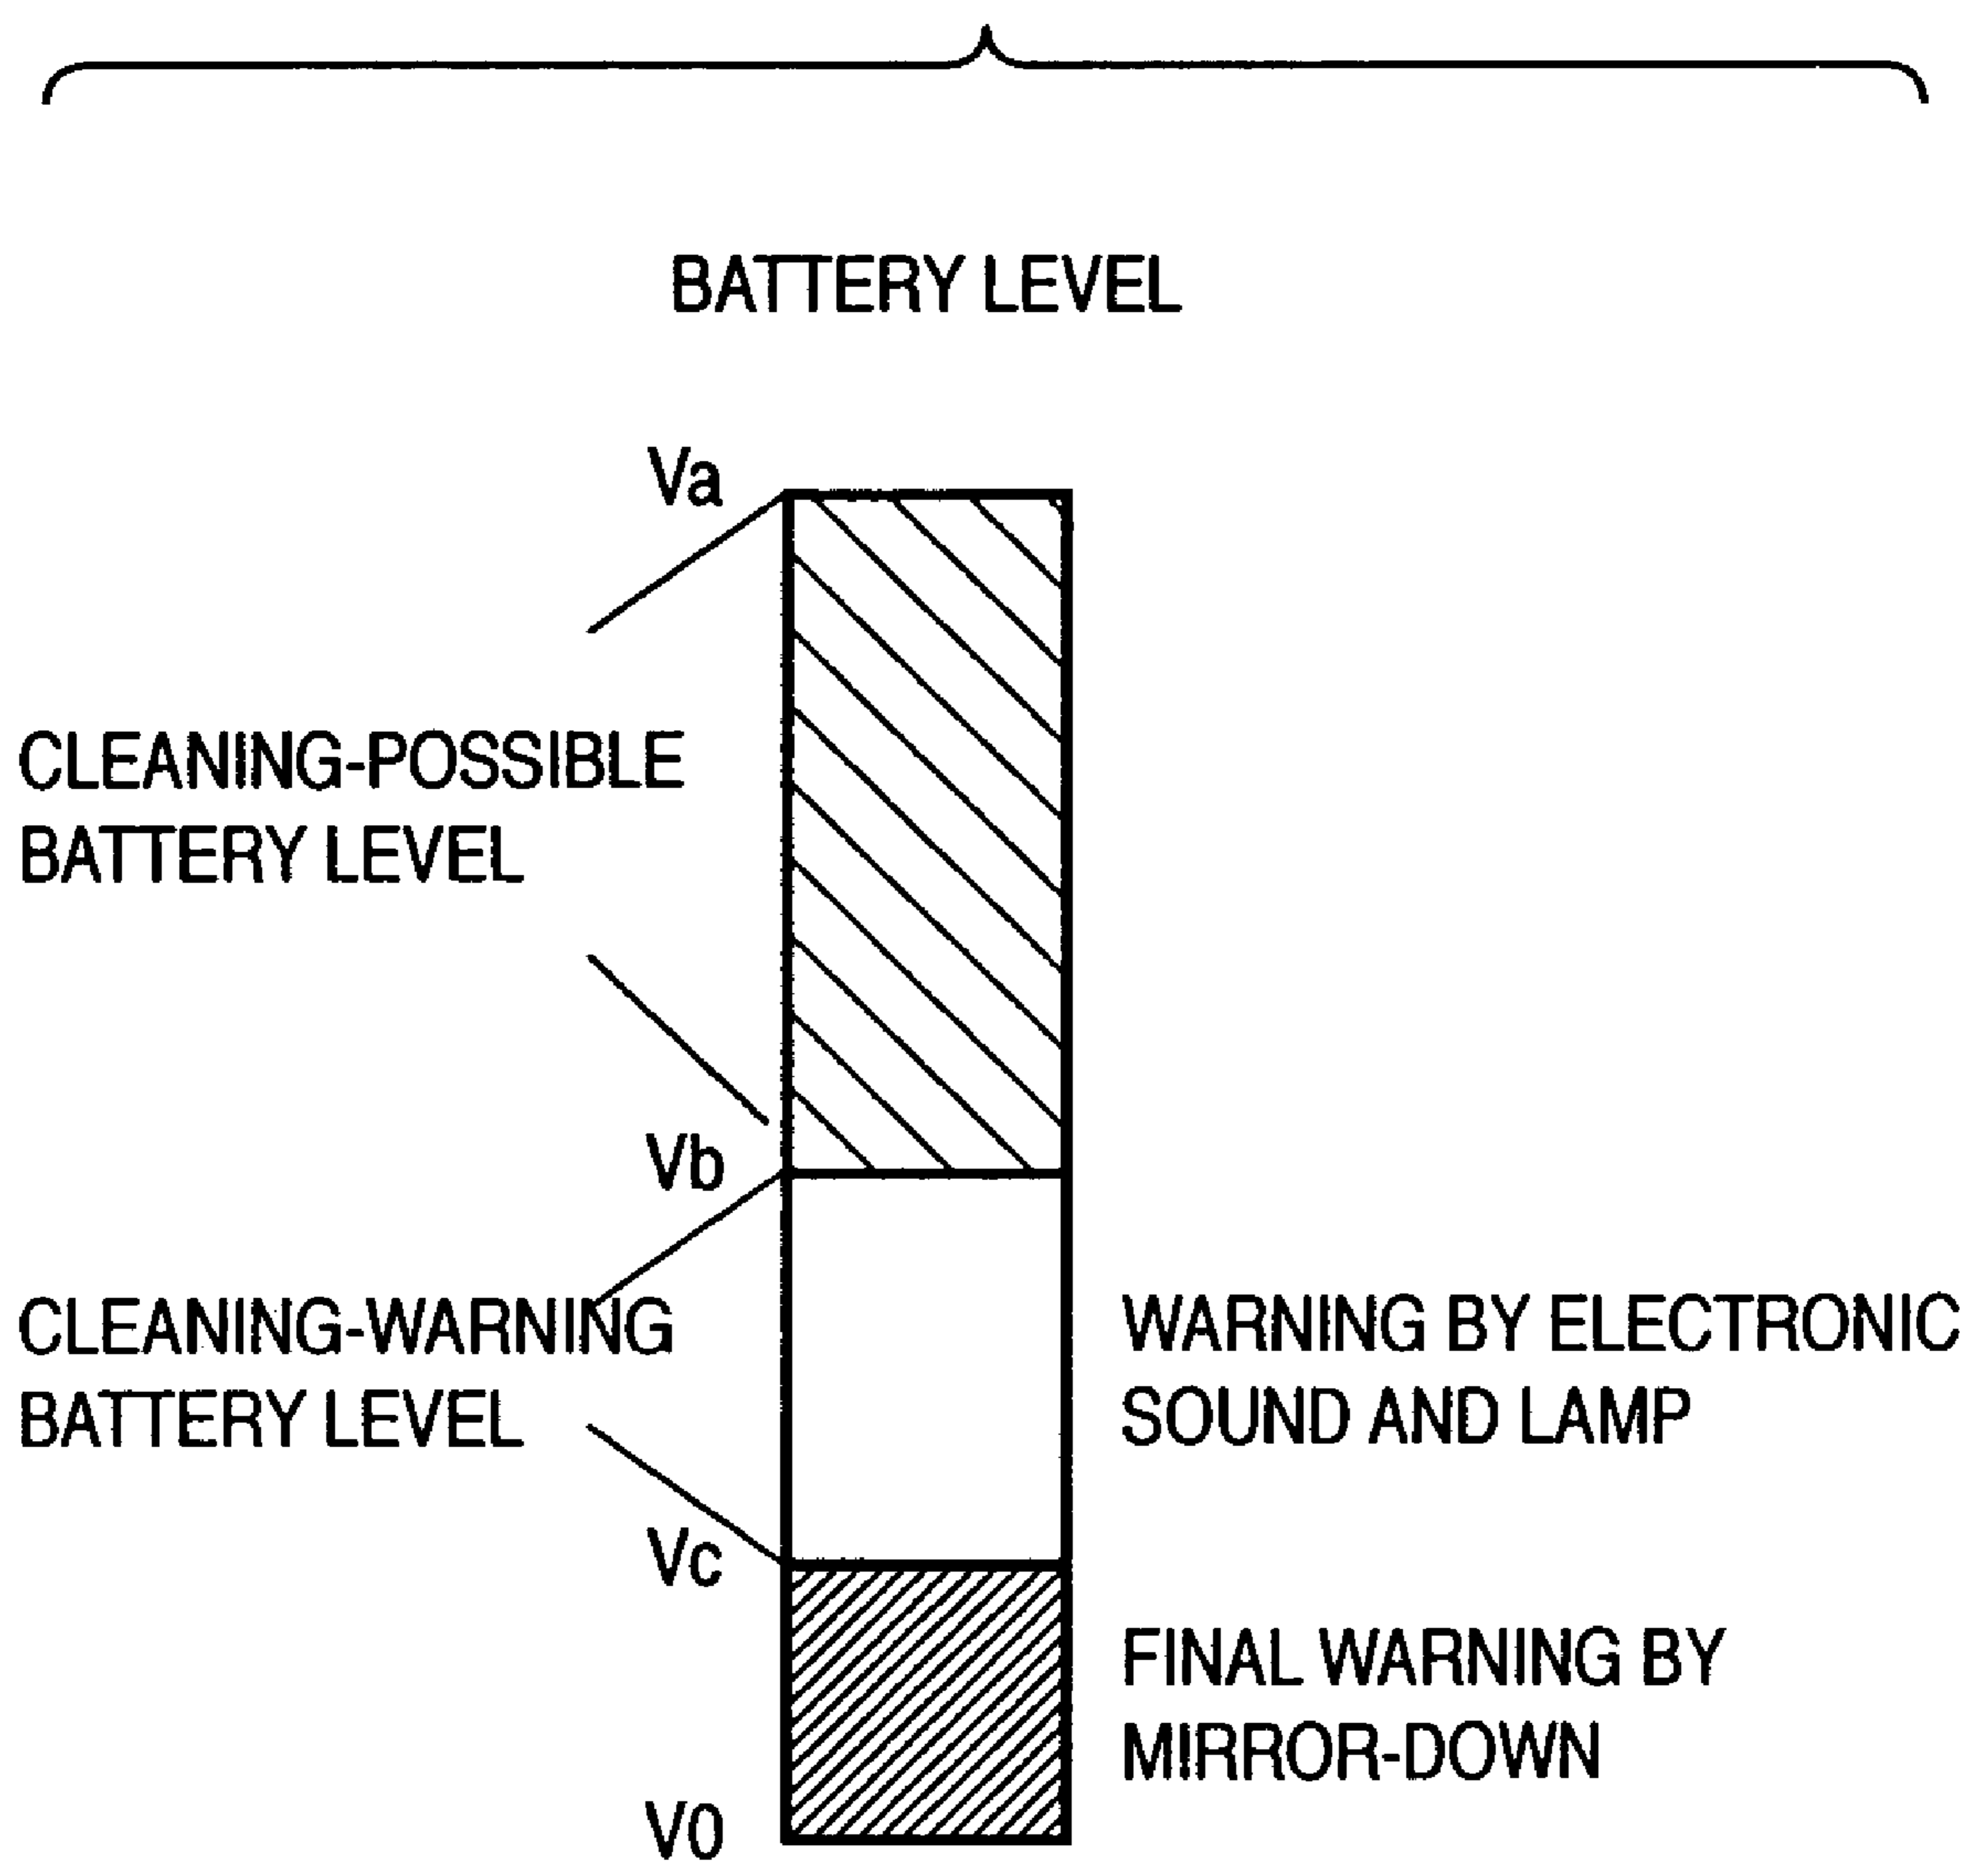 BATTERY LEVEL
Va
CLEANING-POSSIBLE
BATTERY LEVEL
Vb
CLEANING-WARNING
BATTERY LEVEL
WARNING BY ELECTRONIC
SOUND AND LAMP
Vc
FINAL WARNING BY
MIRROR-DOWN
V0